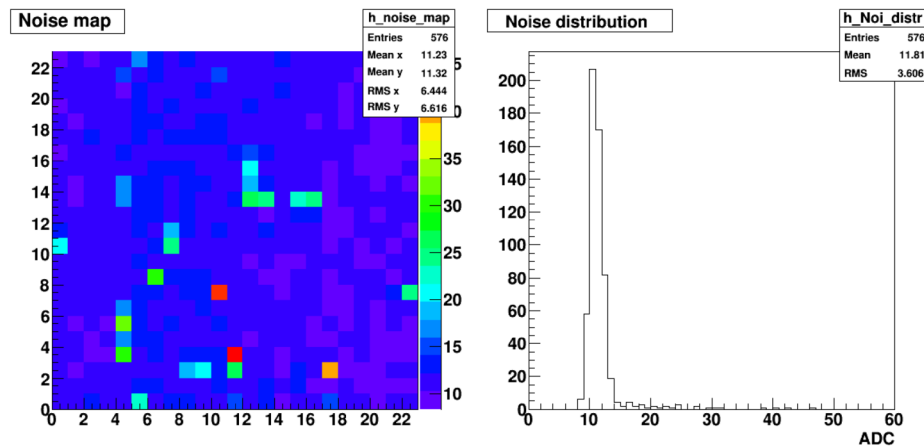 Noise map
h_noise_map
Entries 576
Mean x 11.23
Mean y 11.32
RMS x 6.444
RMS y 6.616
22
20
18
16
14
12
10
8
6
4
2
0
0 2 4 6 8 10 12 14 16 18 20 22
35
30
25
20
15
10
Noise distribution
h_Noi_distr
Entries 576
Mean 11.81
RMS 3.606
200
180
160
140
120
100
80
60
40
20
0
0 10 20 30 40 50 60
ADC